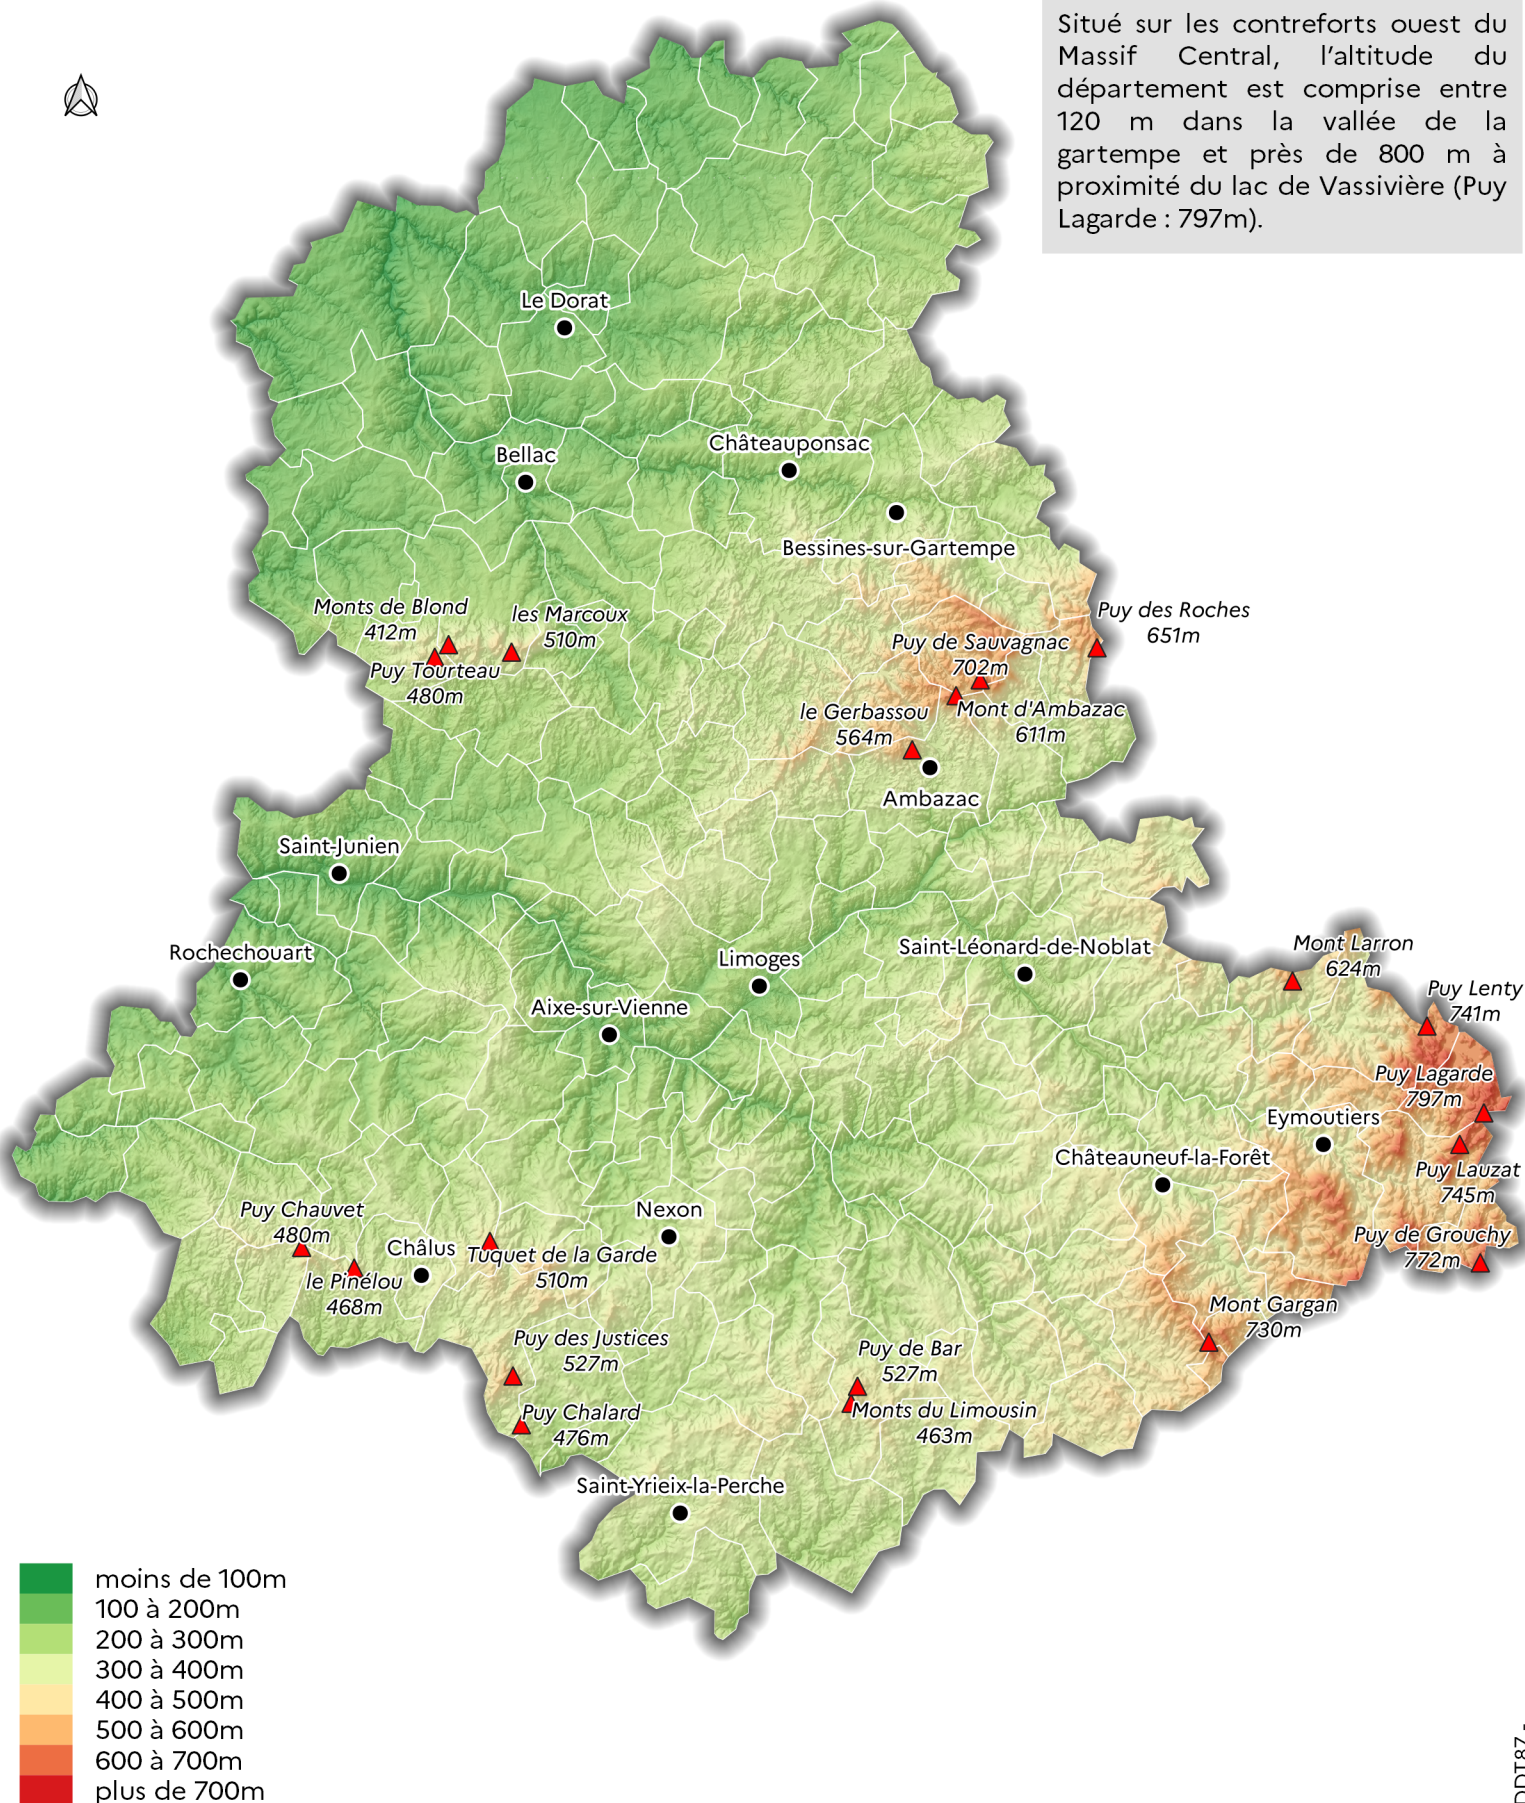 Situé sur les contreforts ouest du
Massif Central, l'altitude du
département est comprise entre
120 m dans la vallée de la
gartempe et près de 800 m à
proximité du lac de Vassivière (Puy
Lagarde : 797m).
Le Dorat
Châteauponsac
Bellac
Bessines-sur-Gartempe
Monts de Blond
412m
les Marcoux
510m
Puy des Roches
651m
Puy de Sauvagnac
702m
Puy Tourteau
480m
le Gerbassou
564m
Mont d'Ambazac
611m
Ambazac
Saint-Junien
Rochechouart
Limoges
Saint-Léonard-de-Noblat
Mont Larron
624m
Puy Lenty
741m
Aixe-sur-Vienne
Puy Lagarde
797m
Eymoutiers
Châteauneuf-la-Forêt
Puy Lauzat
745m
Puy Chauvet
480m
Nexon
Châlus
Tuquet de la Garde
510m
Puy de Grouchy
772m
le Pinélou
468m
Mont Gargan
730m
Puy des Justices
527m
Puy de Bar
527m
Puy Chalard
476m
Monts du Limousin
463m
Saint-Yrieix-la-Perche
moins de 100m
100 à 200m
200 à 300m
300 à 400m
400 à 500m
500 à 600m
600 à 700m
plus de 700m
DDT87 -